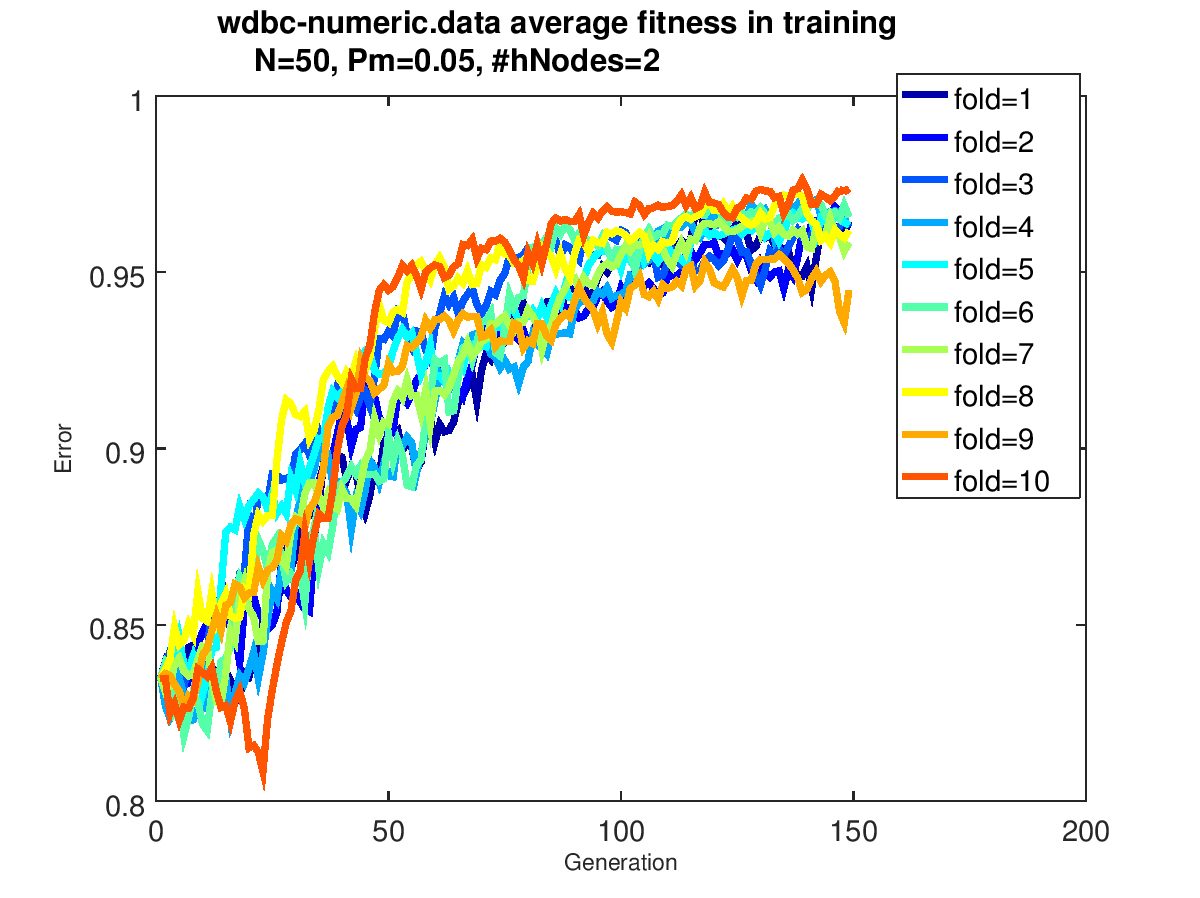 wdbc-numeric.data average fitness in training
N=50, Pm=0.05, #hNodes=2
1
0.95
0.9
0.85
0.8
Error
0
50
100
150
200
Generation
fold=1
fold=2
fold=3
fold=4
fold=5
fold=6
fold=7
fold=8
fold=9
fold=10